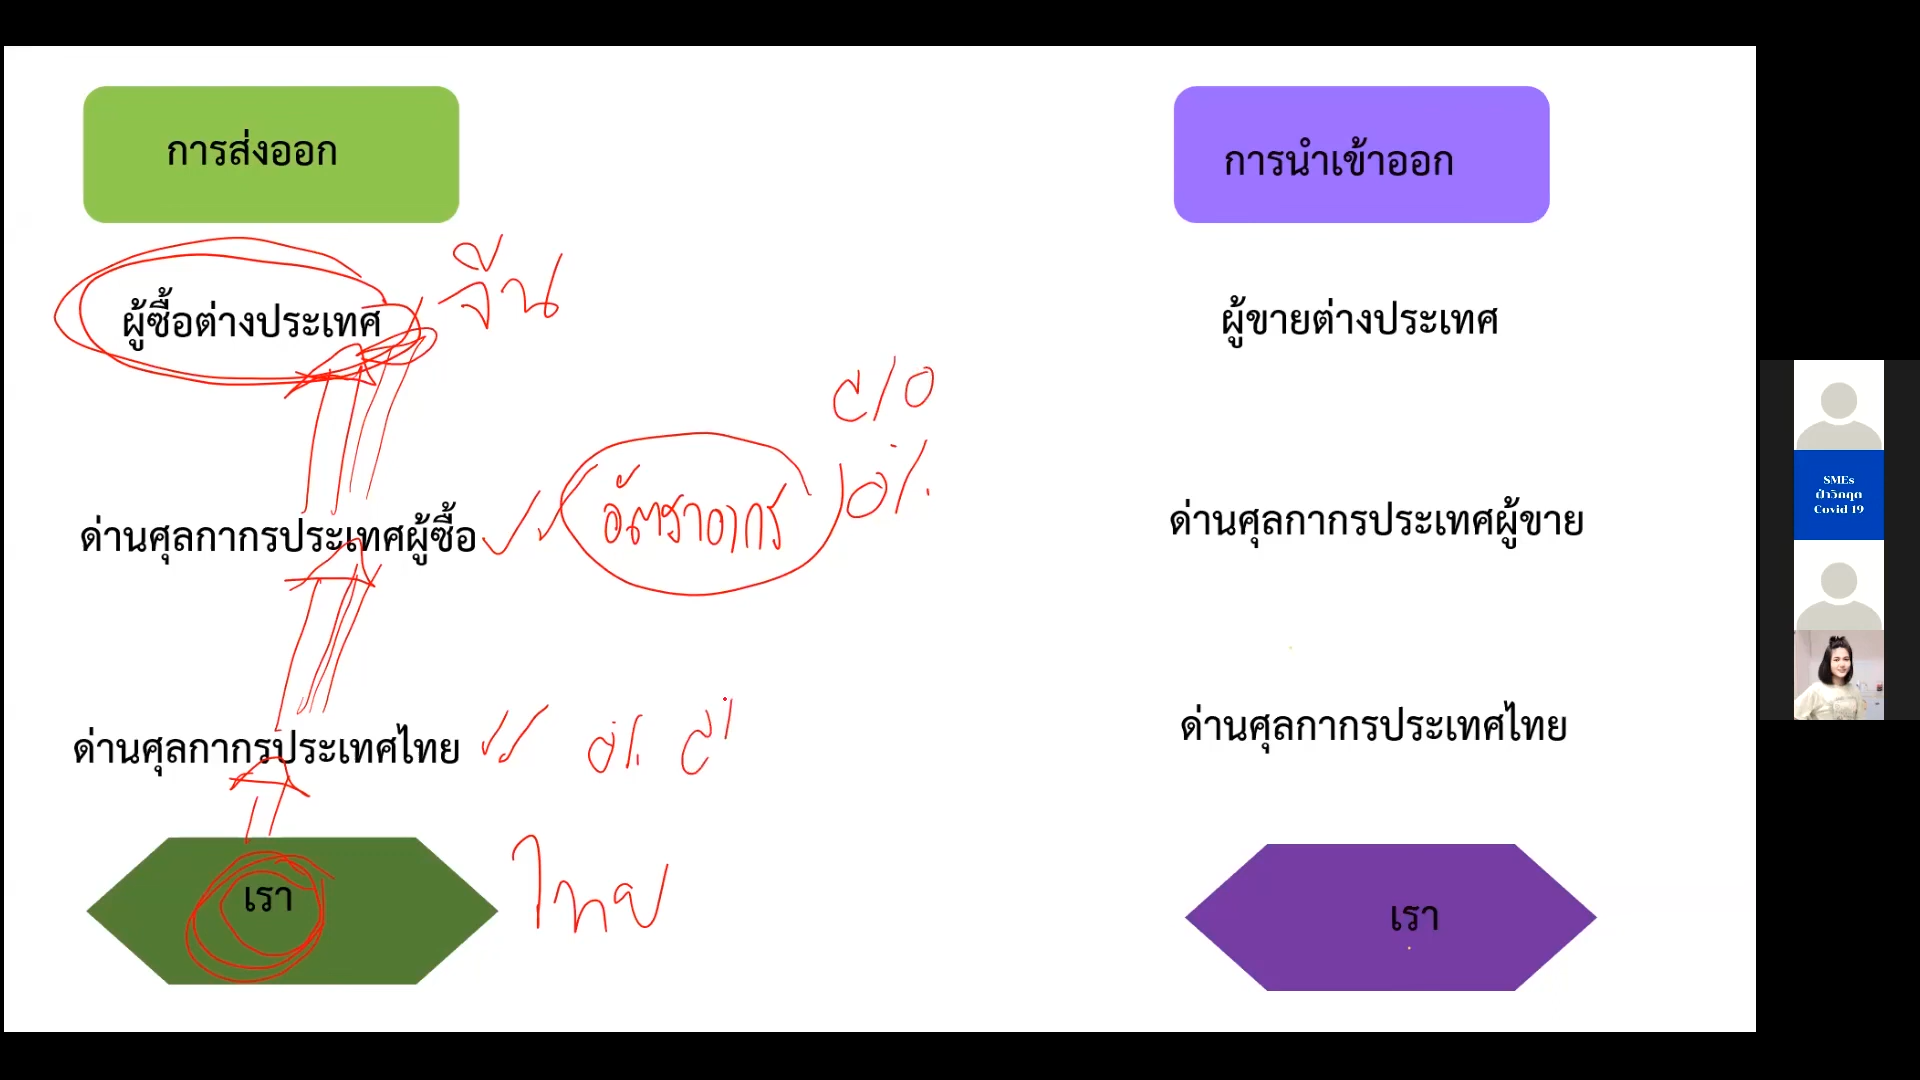 การส่งออก
ผู้ซื้อต่างประเทศ
จีน
c/o
ด่านศุลกากรประเทศผู้ซื้อ
อัตราอากร
0%
ด่านศุลกากรประเทศไทย
เรา
ไทย
การนำเข้าออก
ผู้ขายต่างประเทศ
ด่านศุลกากรประเทศผู้ขาย
ด่านศุลกากรประเทศไทย
เรา
SMEs
ฝ่าวิกฤต
Covid 19